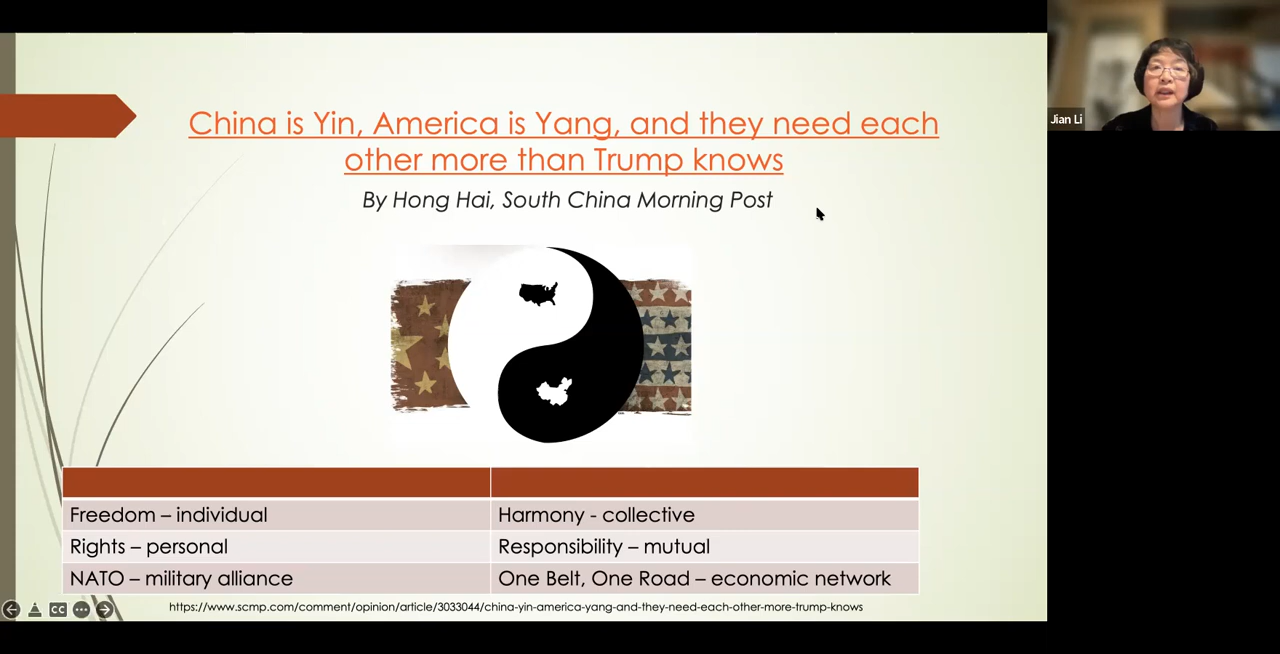 China is Yin, America is Yang, and they need each
other more than Trump knows
By Hong Hai, South China Morning Post
Jian Li
Freedom – individual
Harmony - collective
Rights – personal
Responsibility – mutual
NATO – military alliance
One Belt, One Road – economic network
https://www.scmp.com/comment/opinion/article/3033044/china-yin-america-yang-and-they-need-each-other-more-trump-knows
CC